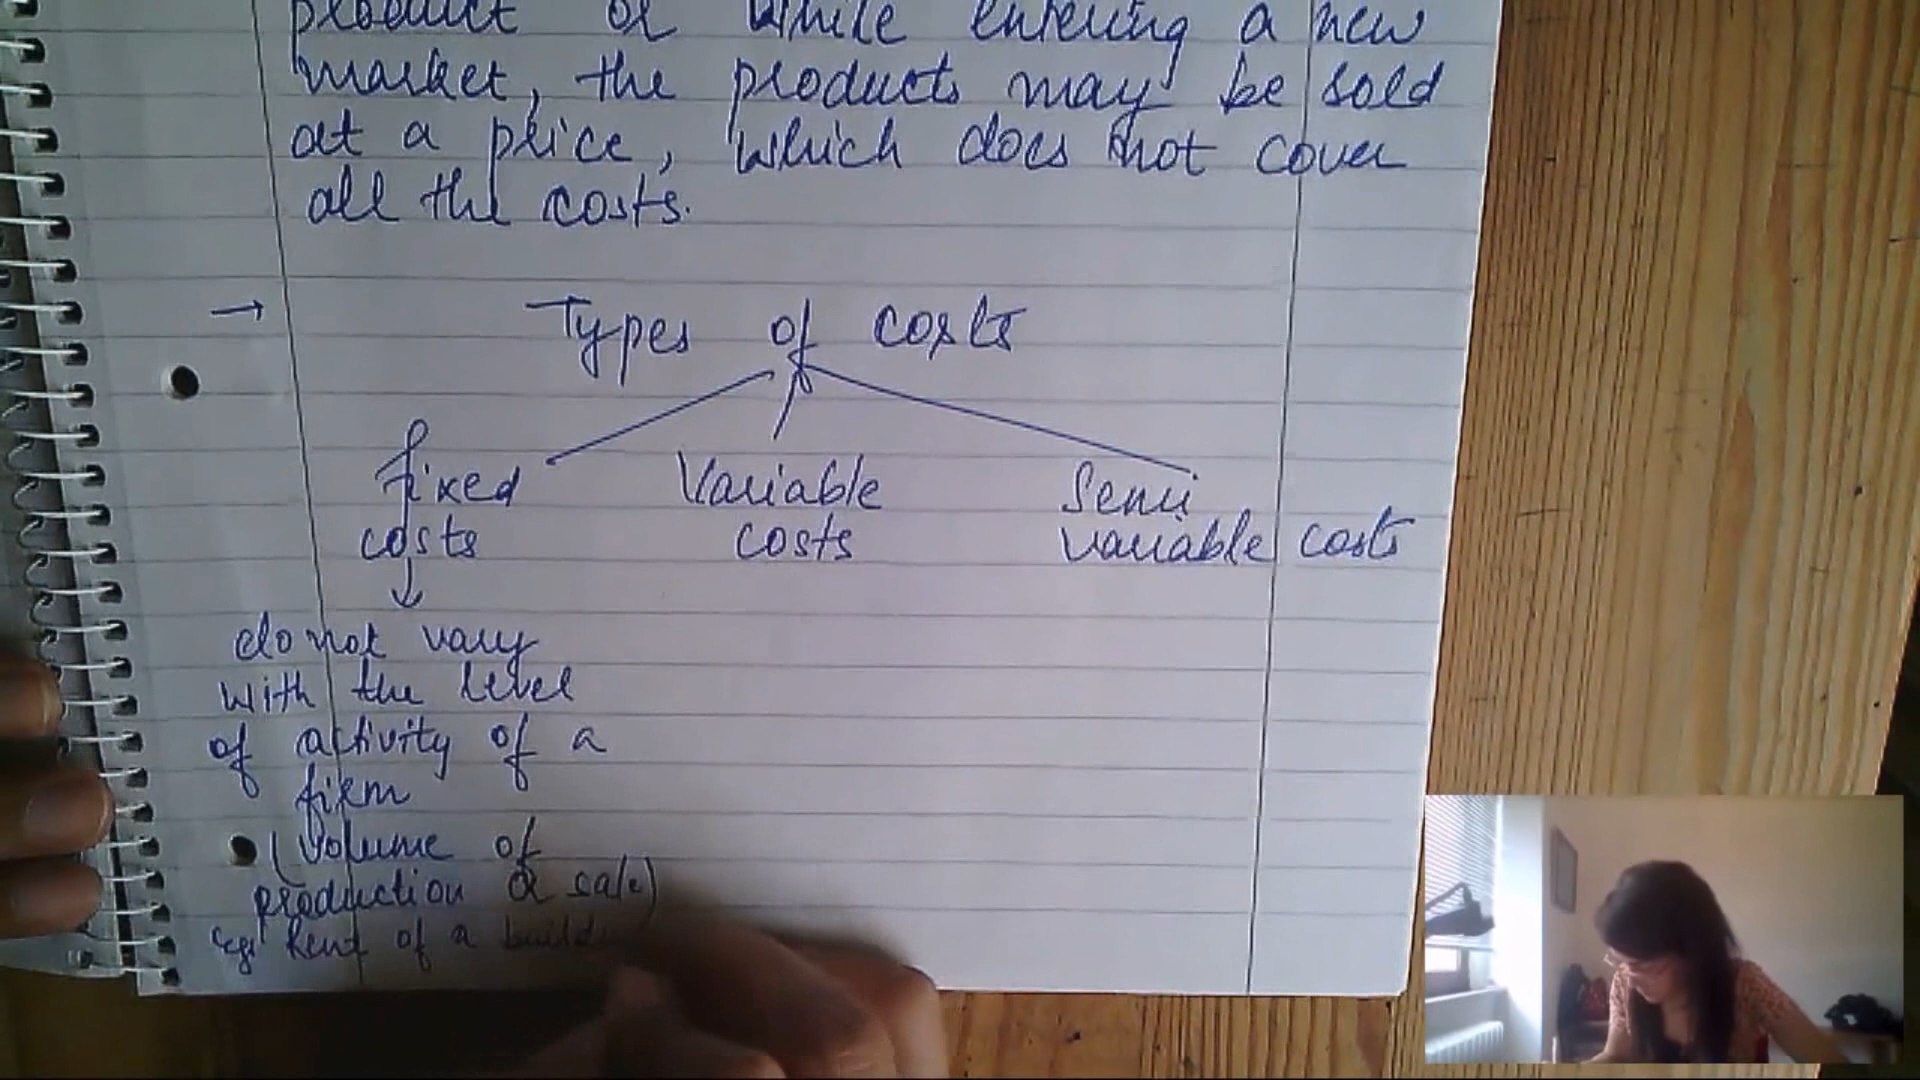 product or while entering a new
market, the products may be sold
at a price, which does not cover
all the costs.
→ Types of costs
fixed costs
Variable costs
Semi variable costs
↓
do not vary
with the level
of activity of a
firm
(Volume of
production or sale)
eg: Rent of a build